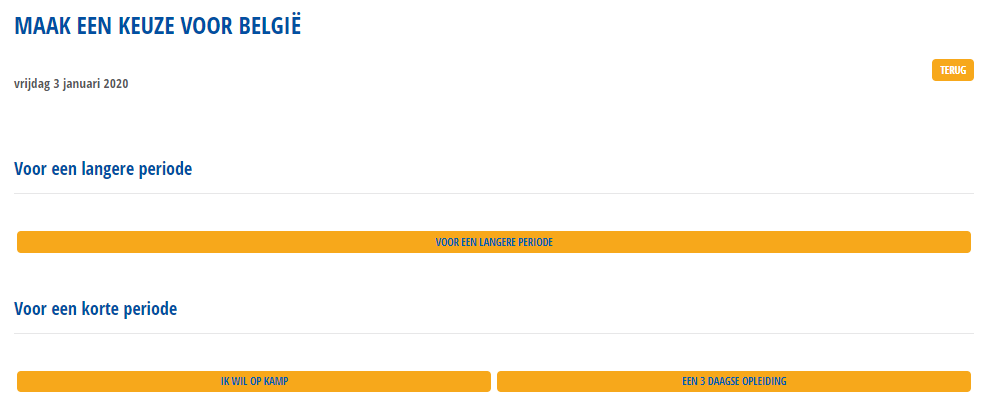 MAAK EEN KEUZE VOOR BELGIË
TERUG
vrijdag 3 januari 2020
Voor een langere periode
VOOR EEN LANGERE PERIODE
Voor een korte periode
IK WIL OP KAMP
EEN 3 DAAGSE OPLEIDING